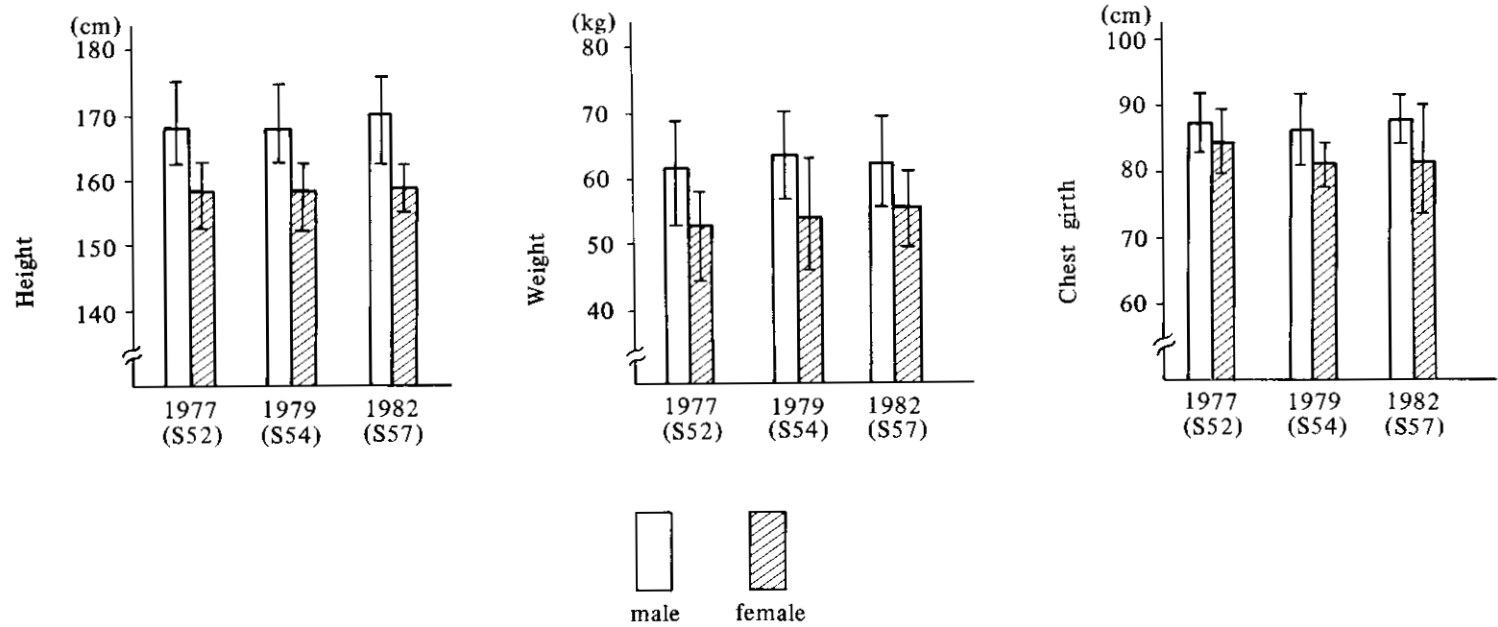 (cm)
180
170
160
150
140
Height
1977
(S52)
1979
(S54)
1982
(S57)
(kg)
80
70
60
50
40
Weight
1977
(S52)
1979
(S54)
1982
(S57)
(cm)
100
90
80
70
60
Chest girth
1977
(S52)
1979
(S54)
1982
(S57)
male
female